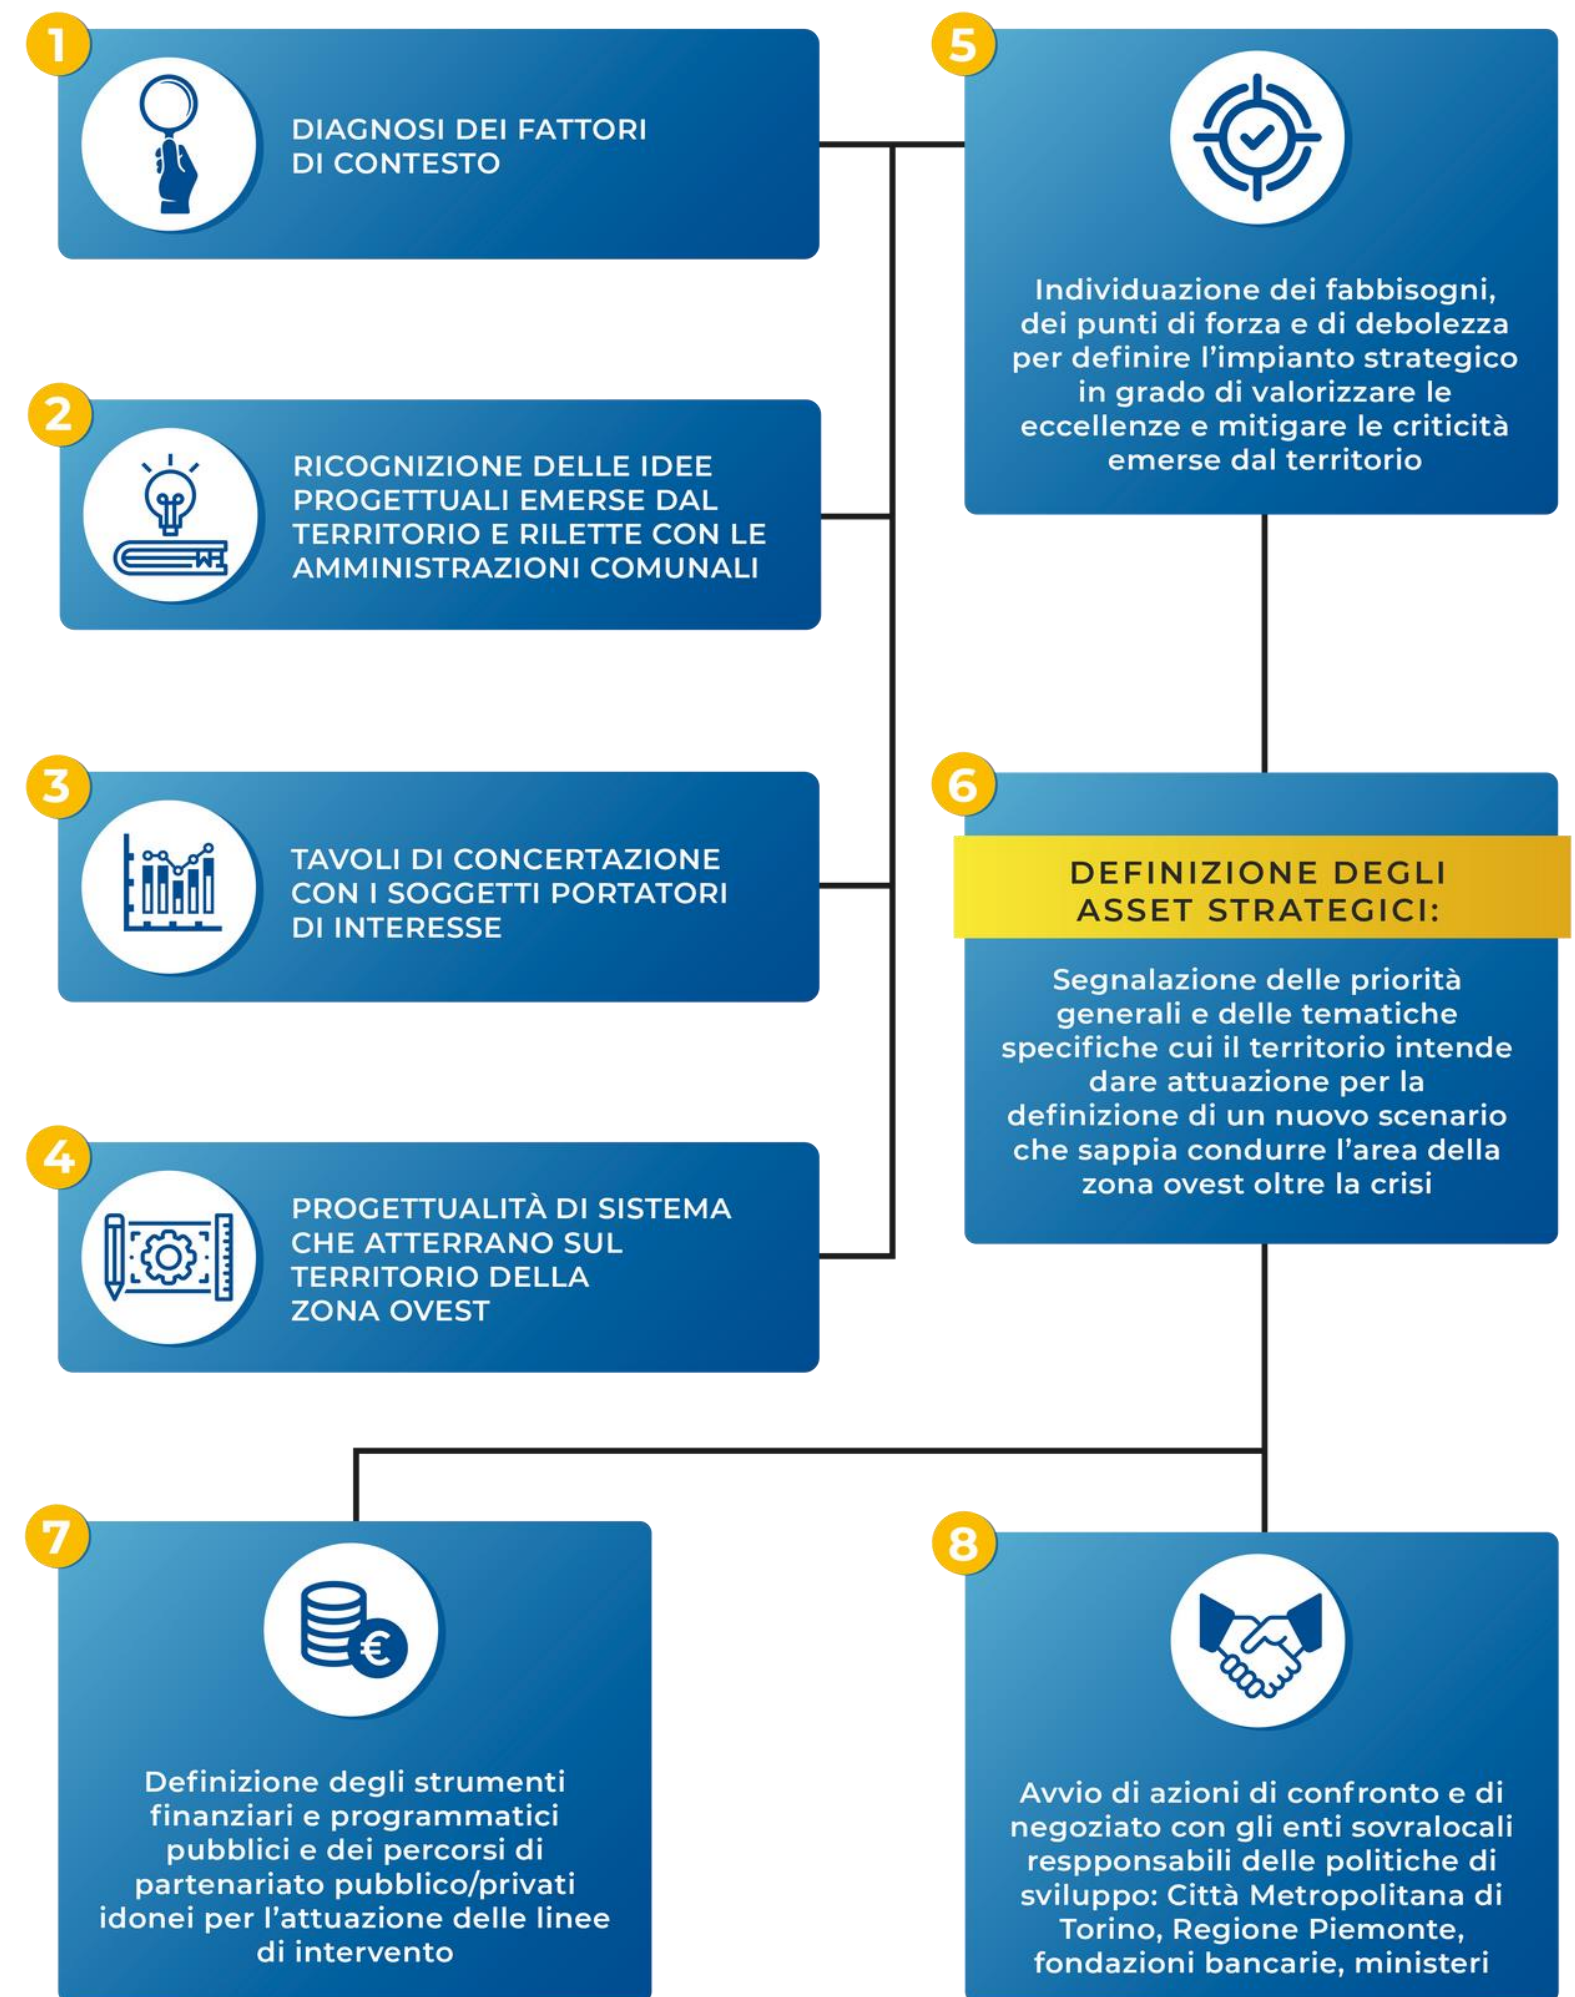 1
DIAGNOSI DEI FATTORI
DI CONTESTO
2
RICOGNIZIONE DELLE IDEE
PROGETTUALI EMERSE DAL
TERRITORIO E RILETTE CON LE
AMMINISTRAZIONI COMUNALI
3
TAVOLI DI CONCERTAZIONE
CON I SOGGETTI PORTATORI
DI INTERESSE
4
PROGETTUALITÀ DI SISTEMA
CHE ATTERRANO SUL
TERRITORIO DELLA
ZONA OVEST
5
Individuazione dei fabbisogni,
dei punti di forza e di debolezza
per definire l'impianto strategico
in grado di valorizzare le
eccellenze e mitigare le criticità
emerse dal territorio
6
DEFINIZIONE DEGLI
ASSET STRATEGICI:
Segnalazione delle priorità
generali e delle tematiche
specifiche cui il territorio intende
dare attuazione per la
definizione di un nuovo scenario
che sappia condurre l'area della
zona ovest oltre la crisi
7
€
Definizione degli strumenti
finanziari e programmatici
pubblici e dei percorsi di
partenariato pubblico/privati
idonei per l'attuazione delle linee
di intervento
8
Avvio di azioni di confronto e di
negoziato con gli enti sovralocali
respponsabili delle politiche di
sviluppo: Città Metropolitana di
Torino, Regione Piemonte,
fondazioni bancarie, ministeri